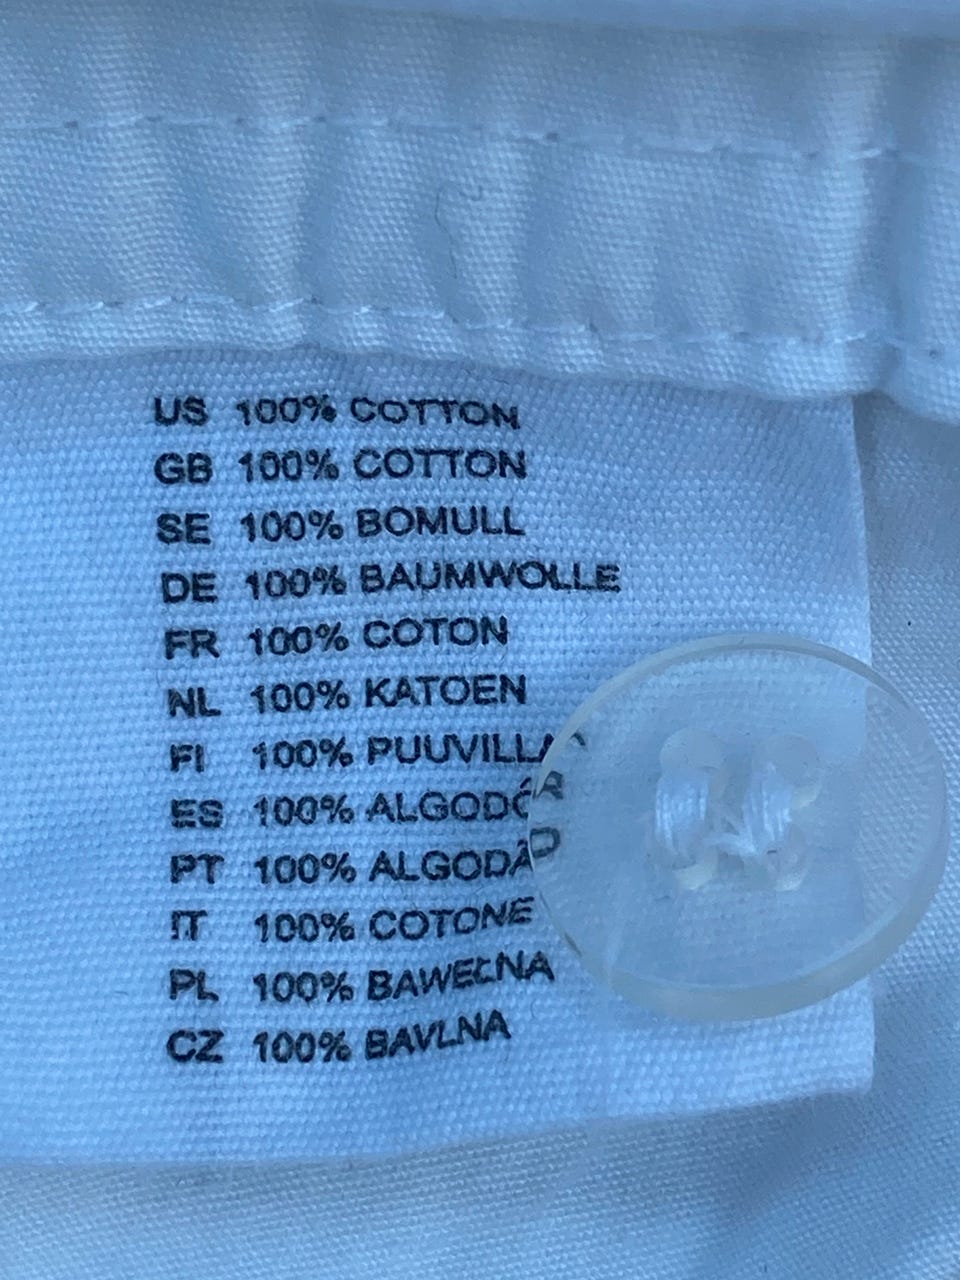 US 100% COTTON
GB 100% COTTON
SE 100% BOMULL
DE 100% BAUMWOLLE
FR 100% COTON
NL 100% KATOEN
FI 100% PUUVILLA
ES 100%
PT 100%
IT 100% COTONE
PL 100% BAWEŁNA
CZ 100% BAVLNA